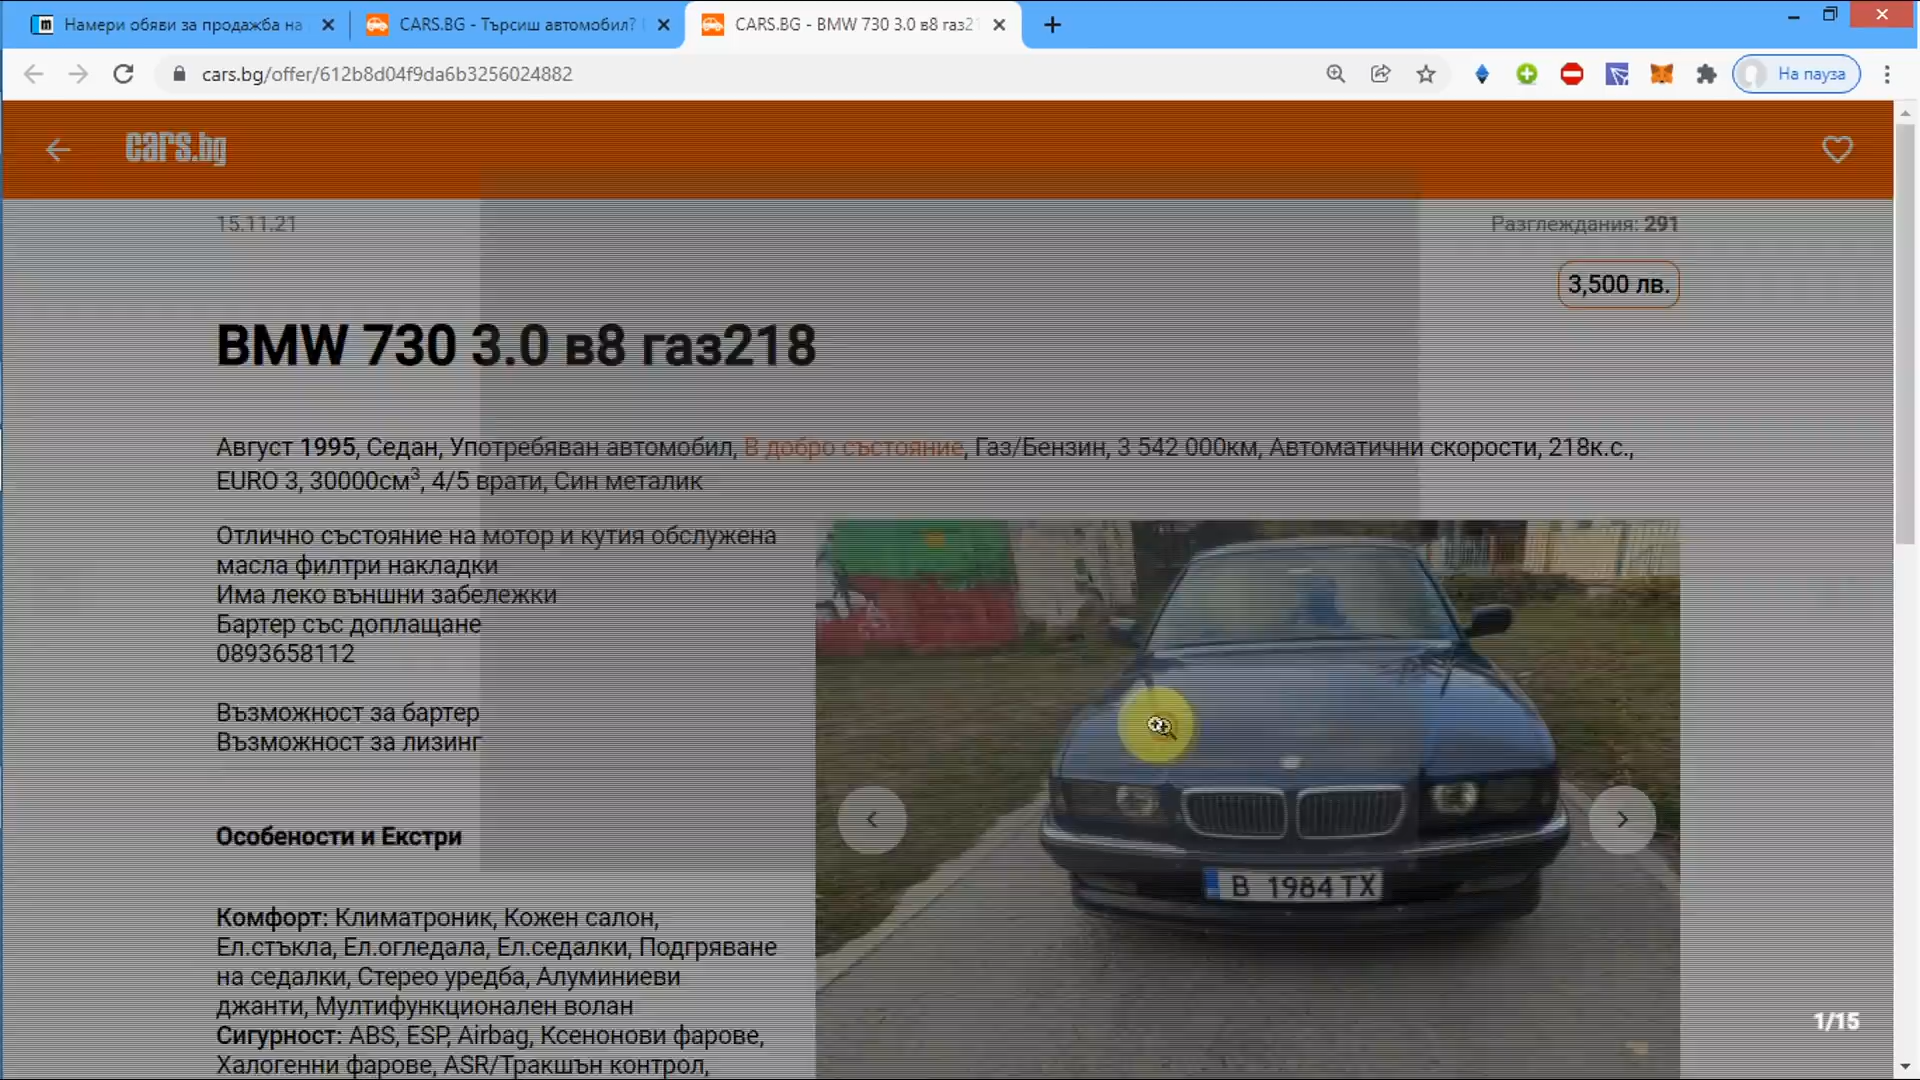 m Намери обяви за продажба на
CARS.BG - Търсиш автомобил?
CARS.BG - BMW 730 3.0 в8 газ21
cars.bg/offer/612b8d04f9da6b3256024882
На пауза
cars.bg
15.11.21
Разглеждания: 291
3,500 лв.
BMW 730 3.0 в8 газ218
Август 1995, Седан, Употребяван автомобил, В добро състояние, Газ/Бензин, 3 542 000км, Автоматични скорости, 218к.с.,
EURO 3, 30000см³, 4/5 врати, Син металик
Отлично състояние на мотор и кутия обслужена
масла филтри накладки
Има леко външни забележки
Бартер със доплащане
0893658112
Възможност за бартер
Възможност за лизинг
Особености и Екстри
Комфорт: Климатроник, Кожен салон,
Ел.стъкла, Ел.огледала, Ел.седалки, Подгряване
на седалки, Стерео уредба, Алуминиеви
джанти, Мултифункционален волан
Сигурност: ABS, ESP, Airbag, Ксенонови фарове,
Халогенни фарове, ASR/Тракшън контрол,
B 1984 TX
1/15